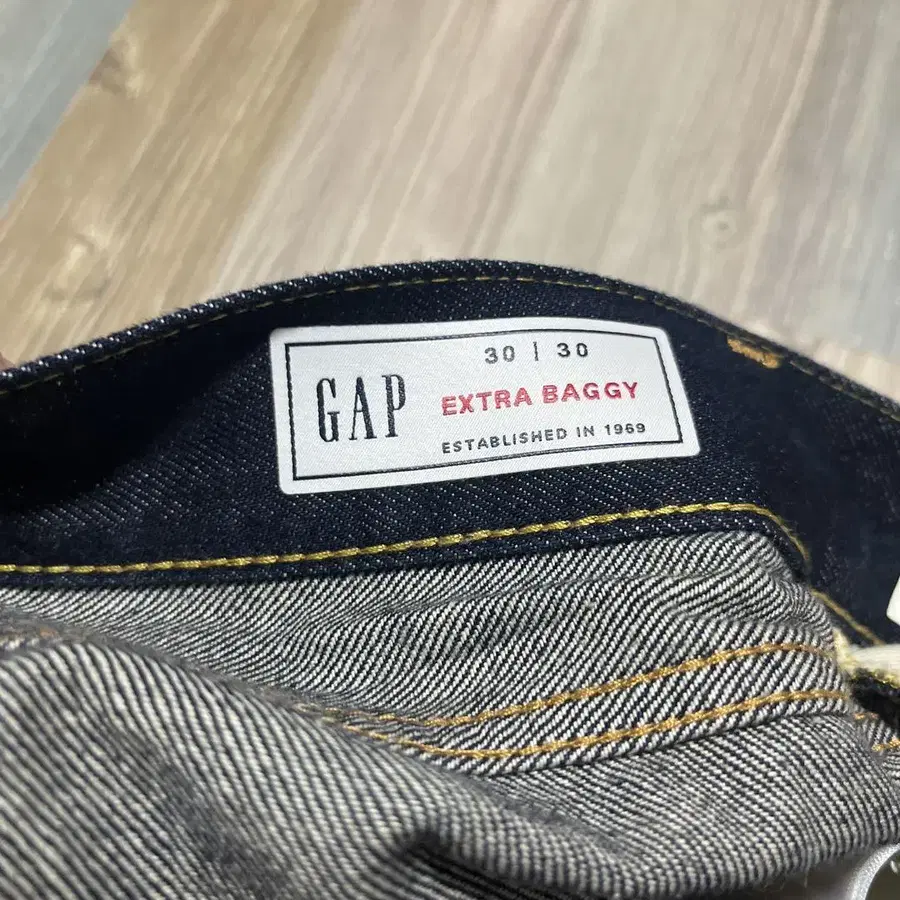 GAP
30 | 30
EXTRA BAGGY
ESTABLISHED IN 1969